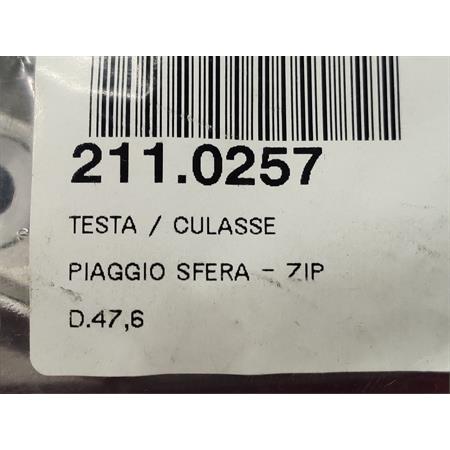 211.0257
TESTA / CULASSE
PIAGGIO SFERA - ZIP
D.47,6